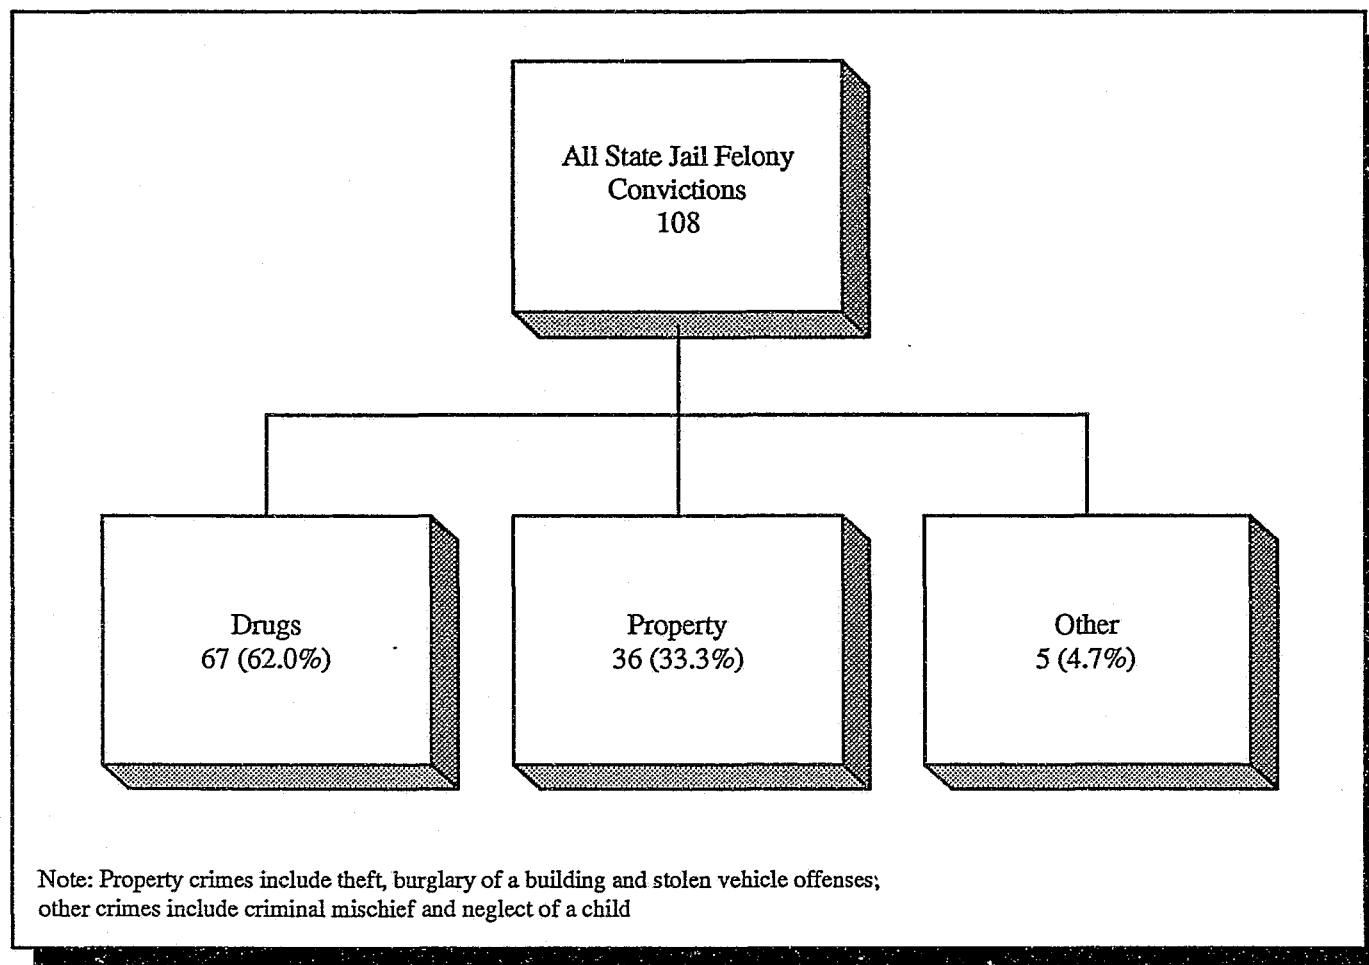 All State Jail Felony
Convictions
108
Drugs
67 (62.0%)
Property
36 (33.3%)
Other
5 (4.7%)
Note: Property crimes include theft, burglary of a building and stolen vehicle offenses;
other crimes include criminal mischief and neglect of a child